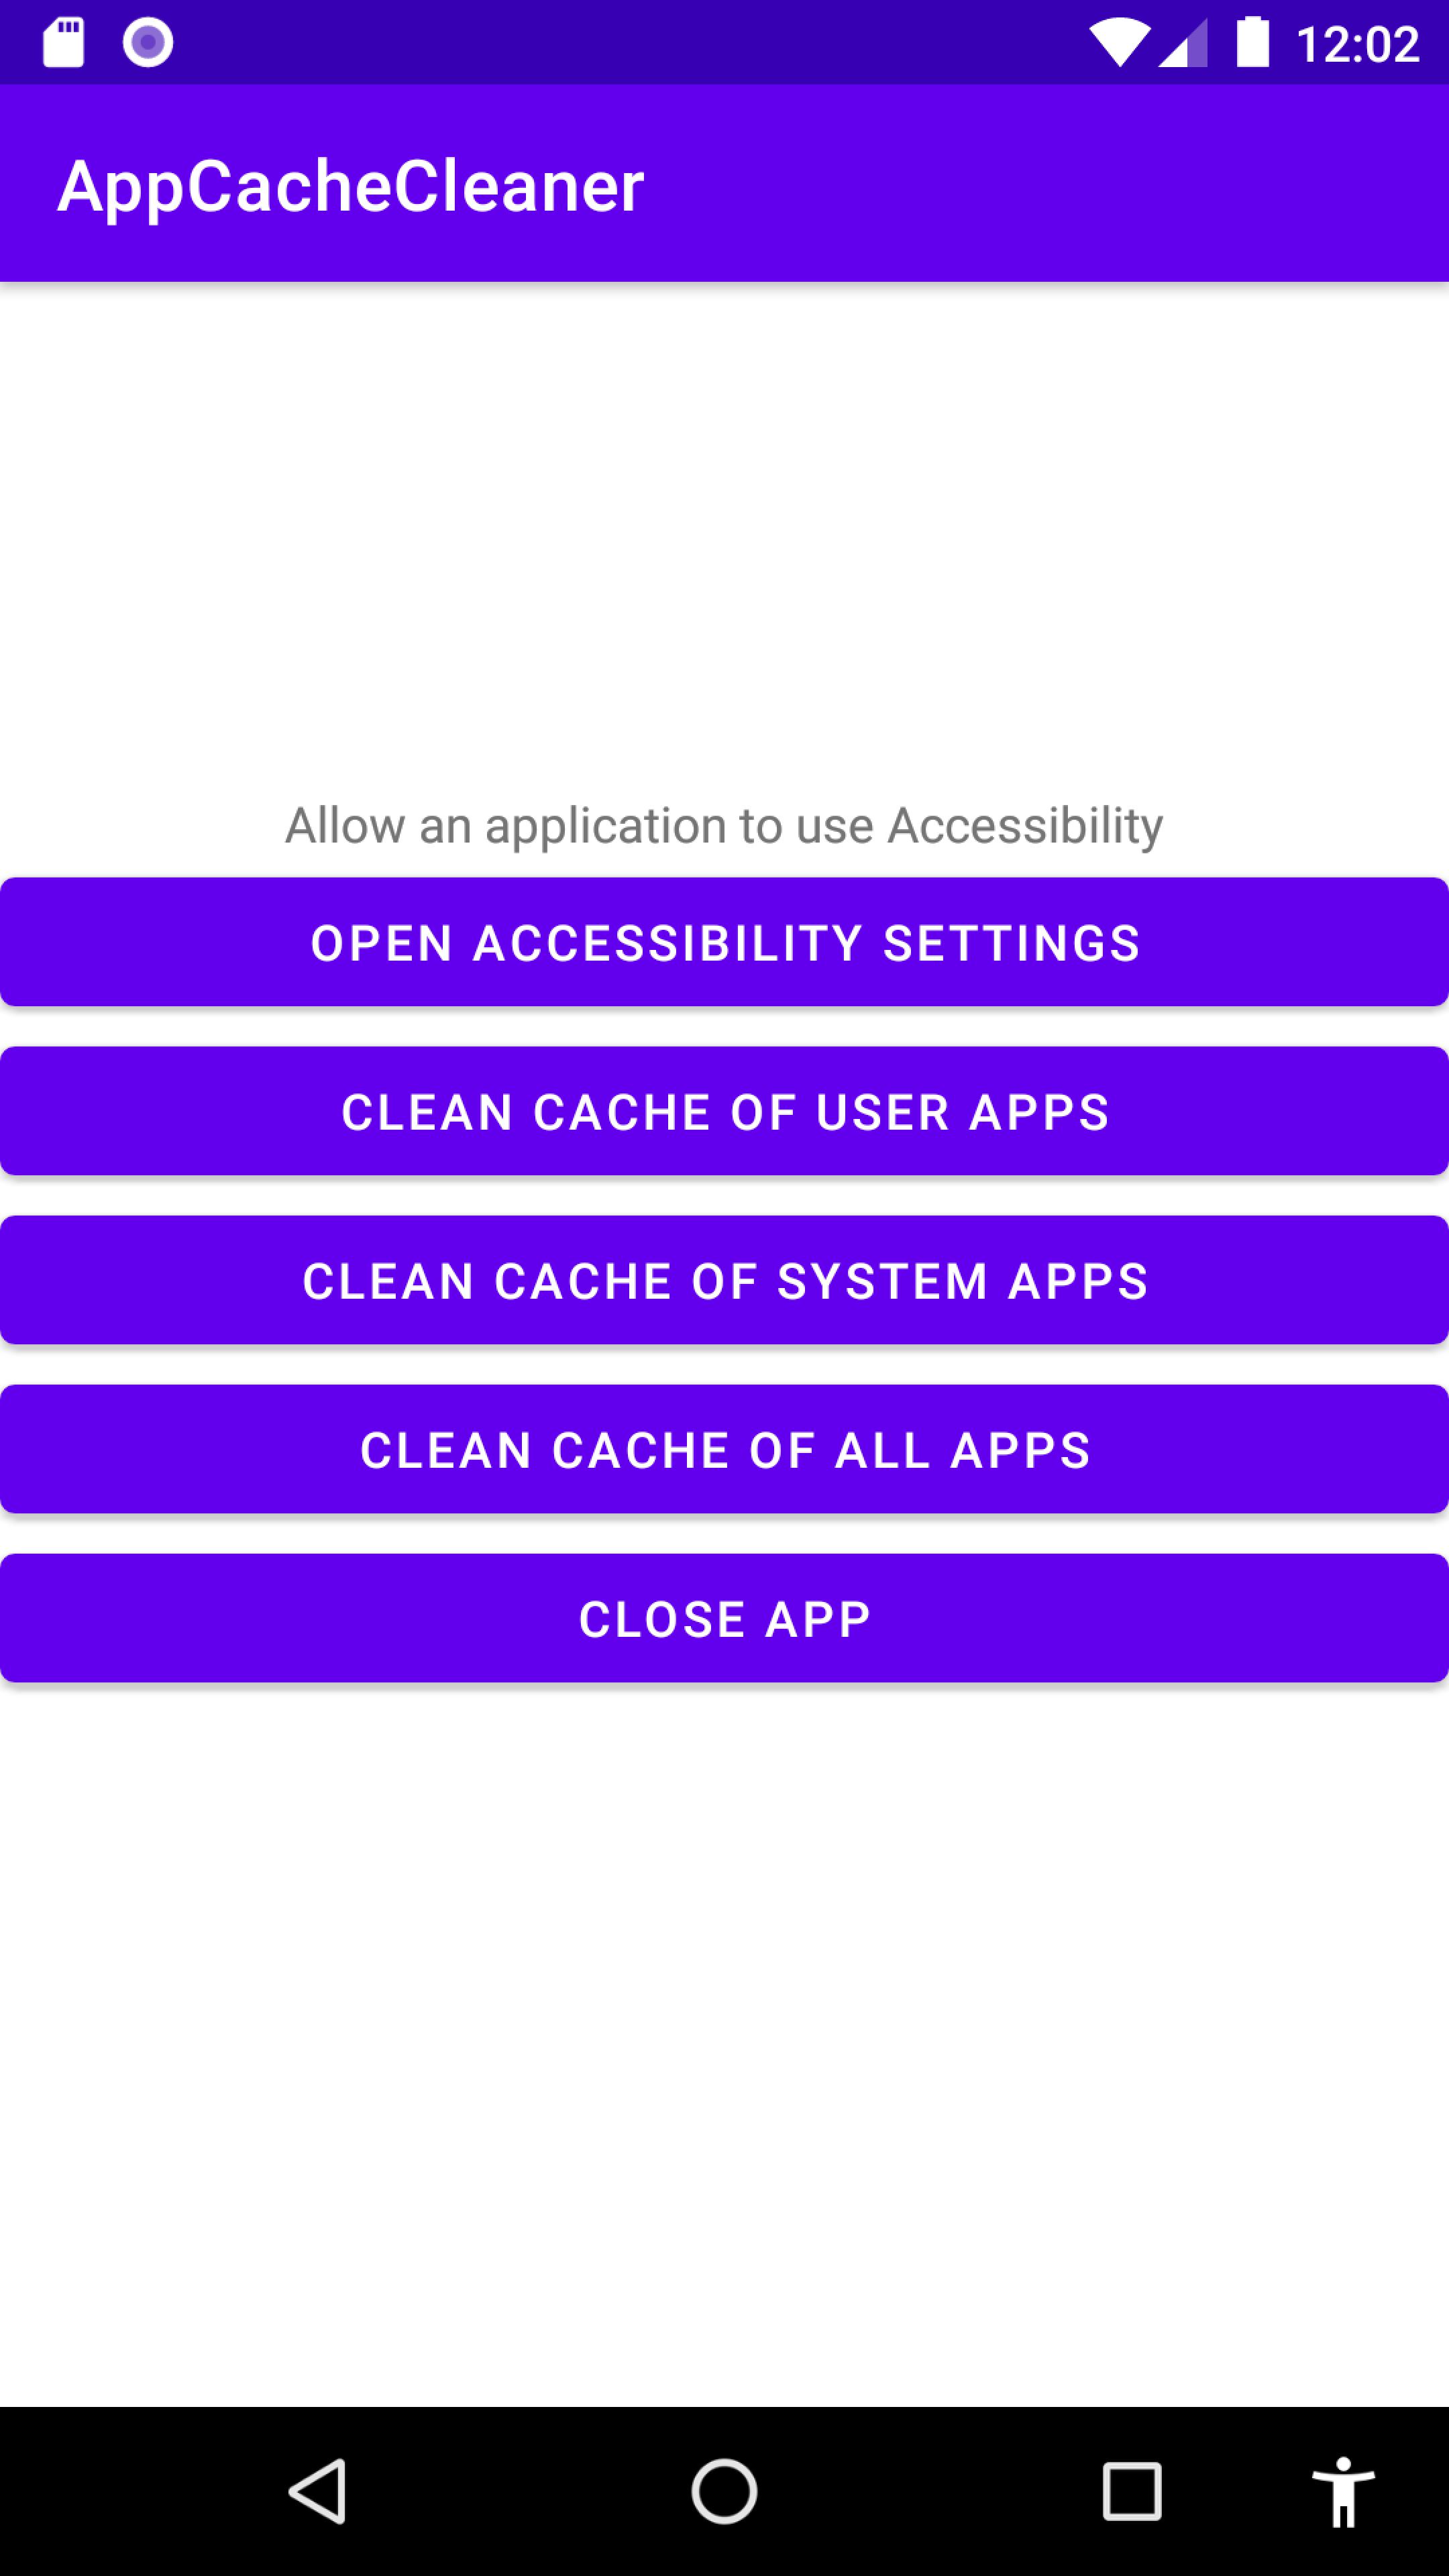 12:02
AppCacheCleaner
Allow an application to use Accessibility
OPEN ACCESSIBILITY SETTINGS
CLEAN CACHE OF USER APPS
CLEAN CACHE OF SYSTEM APPS
CLEAN CACHE OF ALL APPS
CLOSE APP